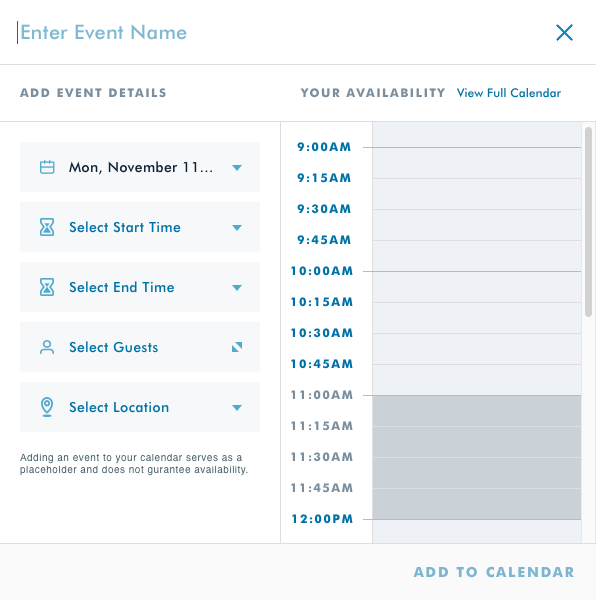 Enter Event Name
ADD EVENT DETAILS
YOUR AVAILABILITY View Full Calendar
Mon, November 11...
Select Start Time
Select End Time
Select Guests
Select Location
Adding an event to your calendar serves as a
placeholder and does not gurantee availability.
9:00AM
9:15AM
9:30AM
9:45AM
10:00AM
10:15AM
10:30AM
10:45AM
11:00AM
11:15AM
11:30AM
11:45AM
12:00PM
ADD TO CALENDAR